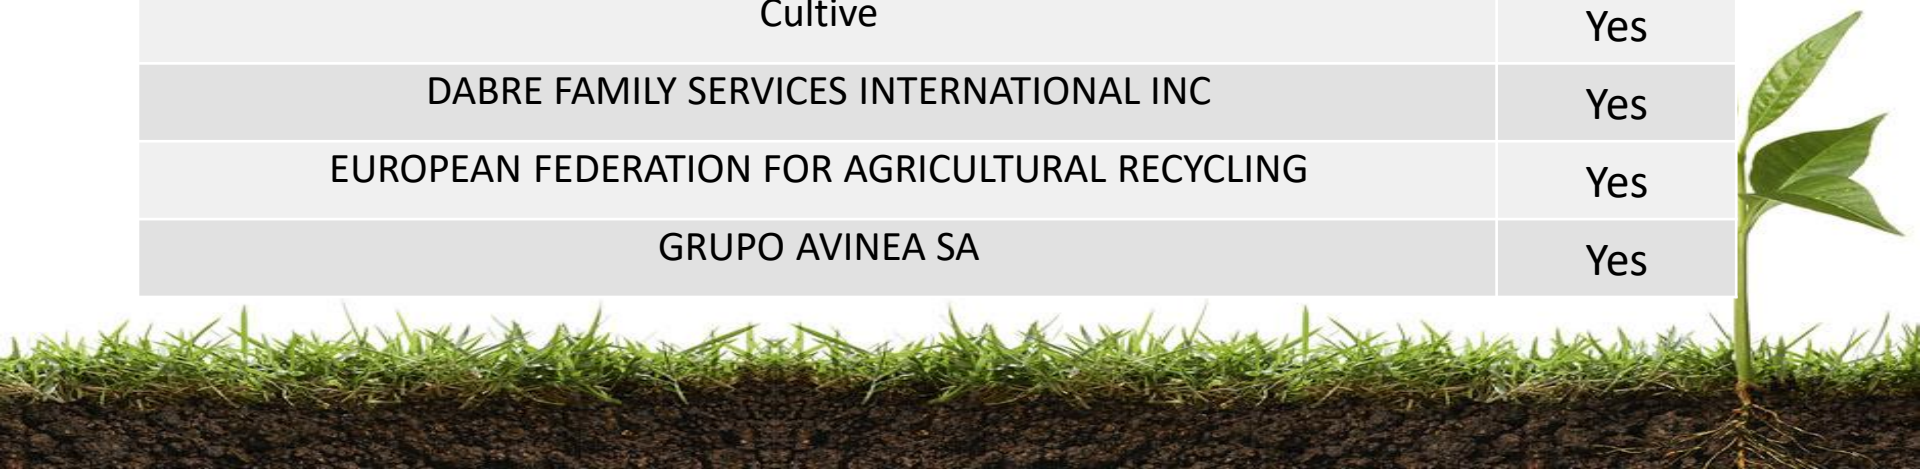 Cultive
Yes
DABRE FAMILY SERVICES INTERNATIONAL INC
Yes
EUROPEAN FEDERATION FOR AGRICULTURAL RECYCLING
Yes
GRUPO AVINEA SA
Yes